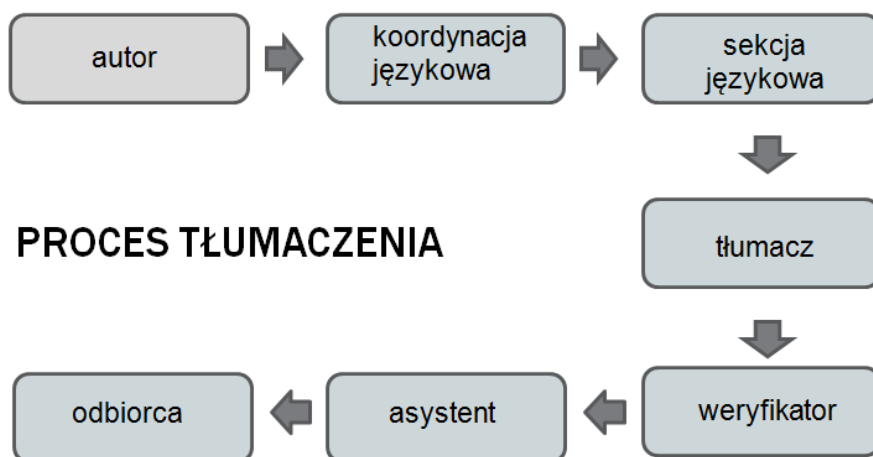 autor
koordynacja
językowa
sekcja
językowa
PROCES TŁUMACZENIA
tłumacz
odbiorca
asystent
weryfikator